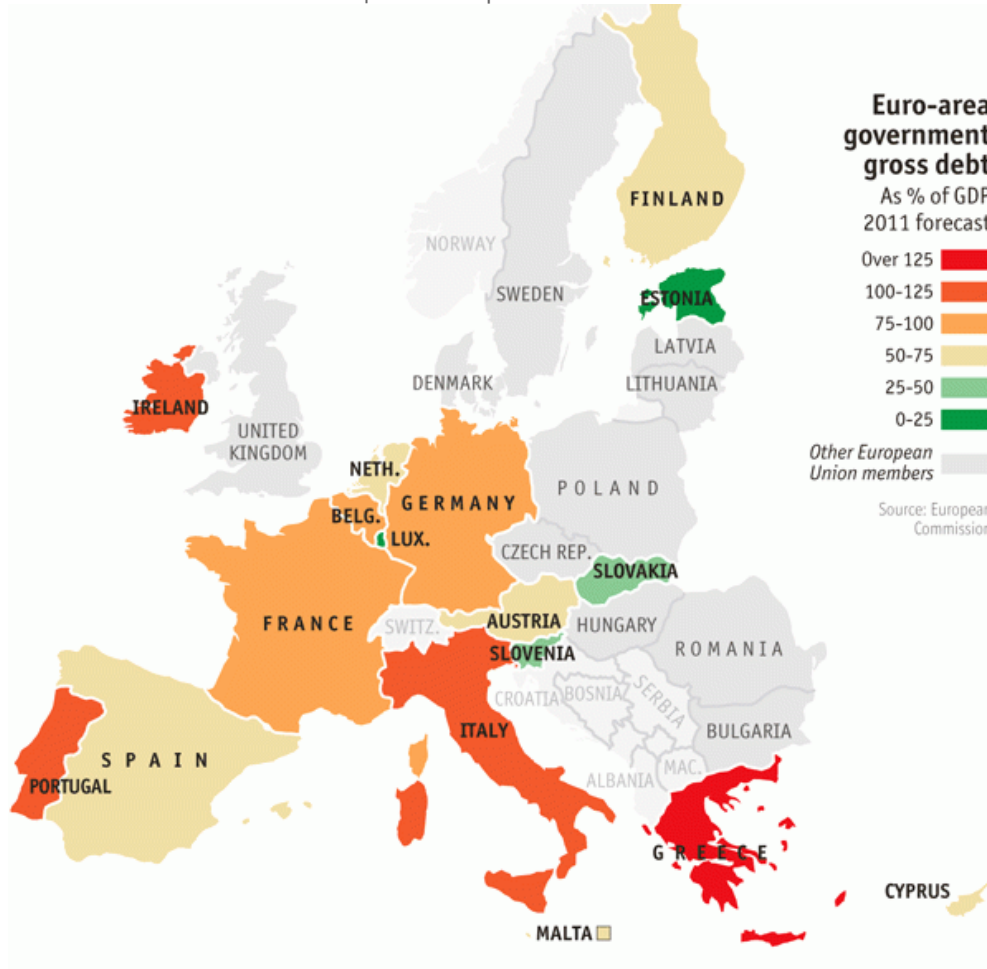 Euro-area
government
gross debt
As % of GDP
2011 forecast
Over 125
100-125
75-100
50-75
25-50
0-25
Other European
Union members
Source: European
Commission
FINLAND
NORWAY
SWEDEN
ESTONIA
LATVIA
LITHUANIA
DENMARK
IRELAND
UNITED
KINGDOM
NETH.
GERMANY
POLAND
BELG.
LUX.
CZECH REP.
SLOVAKIA
FRANCE
SWITZ.
AUSTRIA
HUNGARY
SLOVENIA
ROMANIA
CROATIA
BOSNIA
SERBIA
ITALY
BULGARIA
SPAIN
PORTUGAL
ALBANIA
MAC.
GREECE
CYPRUS
MALTA